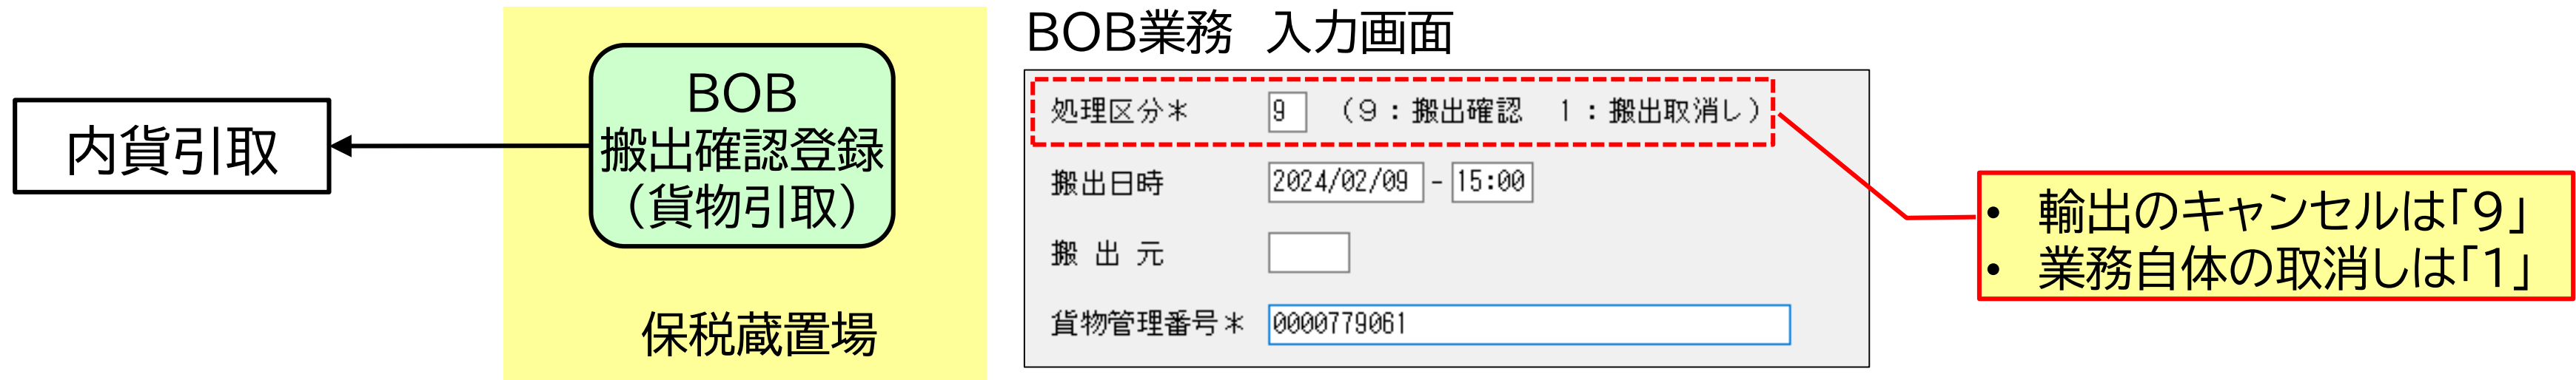 内貨引取
BOB
搬出確認登録
（貨物引取）
保税蔵置場
BOB業務　入力画面
処理区分＊ 9 （９：搬出確認　１：搬出取消し）
搬出日時 2024/02/09 - 15:00
搬 出 元
貨物管理番号＊ 0000779061
• 輸出のキャンセルは「９」
• 業務自体の取消しは「１」